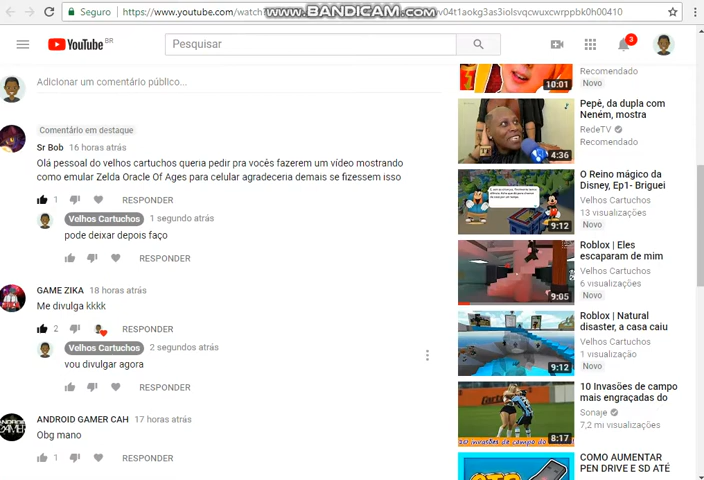 Seguro
https://www.youtube.com/watch?
www.BANDICAM.com
v04t1aokg3as3iolsvqcwuxcwrppbk0h00410
YouTube BR
Pesquisar
3
Adicionar um comentário público...
Comentário em destaque
Sr Bob 16 horas atrás
Olá pessoal do velhos cartuchos queria pedir pra vocês fazerem um vídeo mostrando
como emular Zelda Oracle Of Ages para celular agradeceria demais se fizessem isso
1 RESPONDER
Velhos Cartuchos 1 segundo atrás
pode deixar depois faço
RESPONDER
GAME ZIKA 18 horas atrás
Me divulga kkkk
2 RESPONDER
Velhos Cartuchos 2 segundos atrás
vou divulgar agora
RESPONDER
ANDROID GAMER CAH 17 horas atrás
Obg mano
1 RESPONDER
10:01
Recomendado
Novo
4:36
Pepê, da dupla com
Neném, mostra
RedeTV
Recomendado
9:12
O Reino mágico da
Disney, Ep1- Briguei
Velhos Cartuchos
13 visualizações
Novo
9:05
Roblox | Eles
escaparam de mim
Velhos Cartuchos
6 visualizações
Novo
9:12
Roblox | Natural
disaster, a casa caiu
Velhos Cartuchos
1 visualização
Novo
8:17
10 Invasões de campo
mais engraçadas do
Sonaje
7,2 mi visualizações
COMO AUMENTAR
PEN DRIVE E SD ATÉ